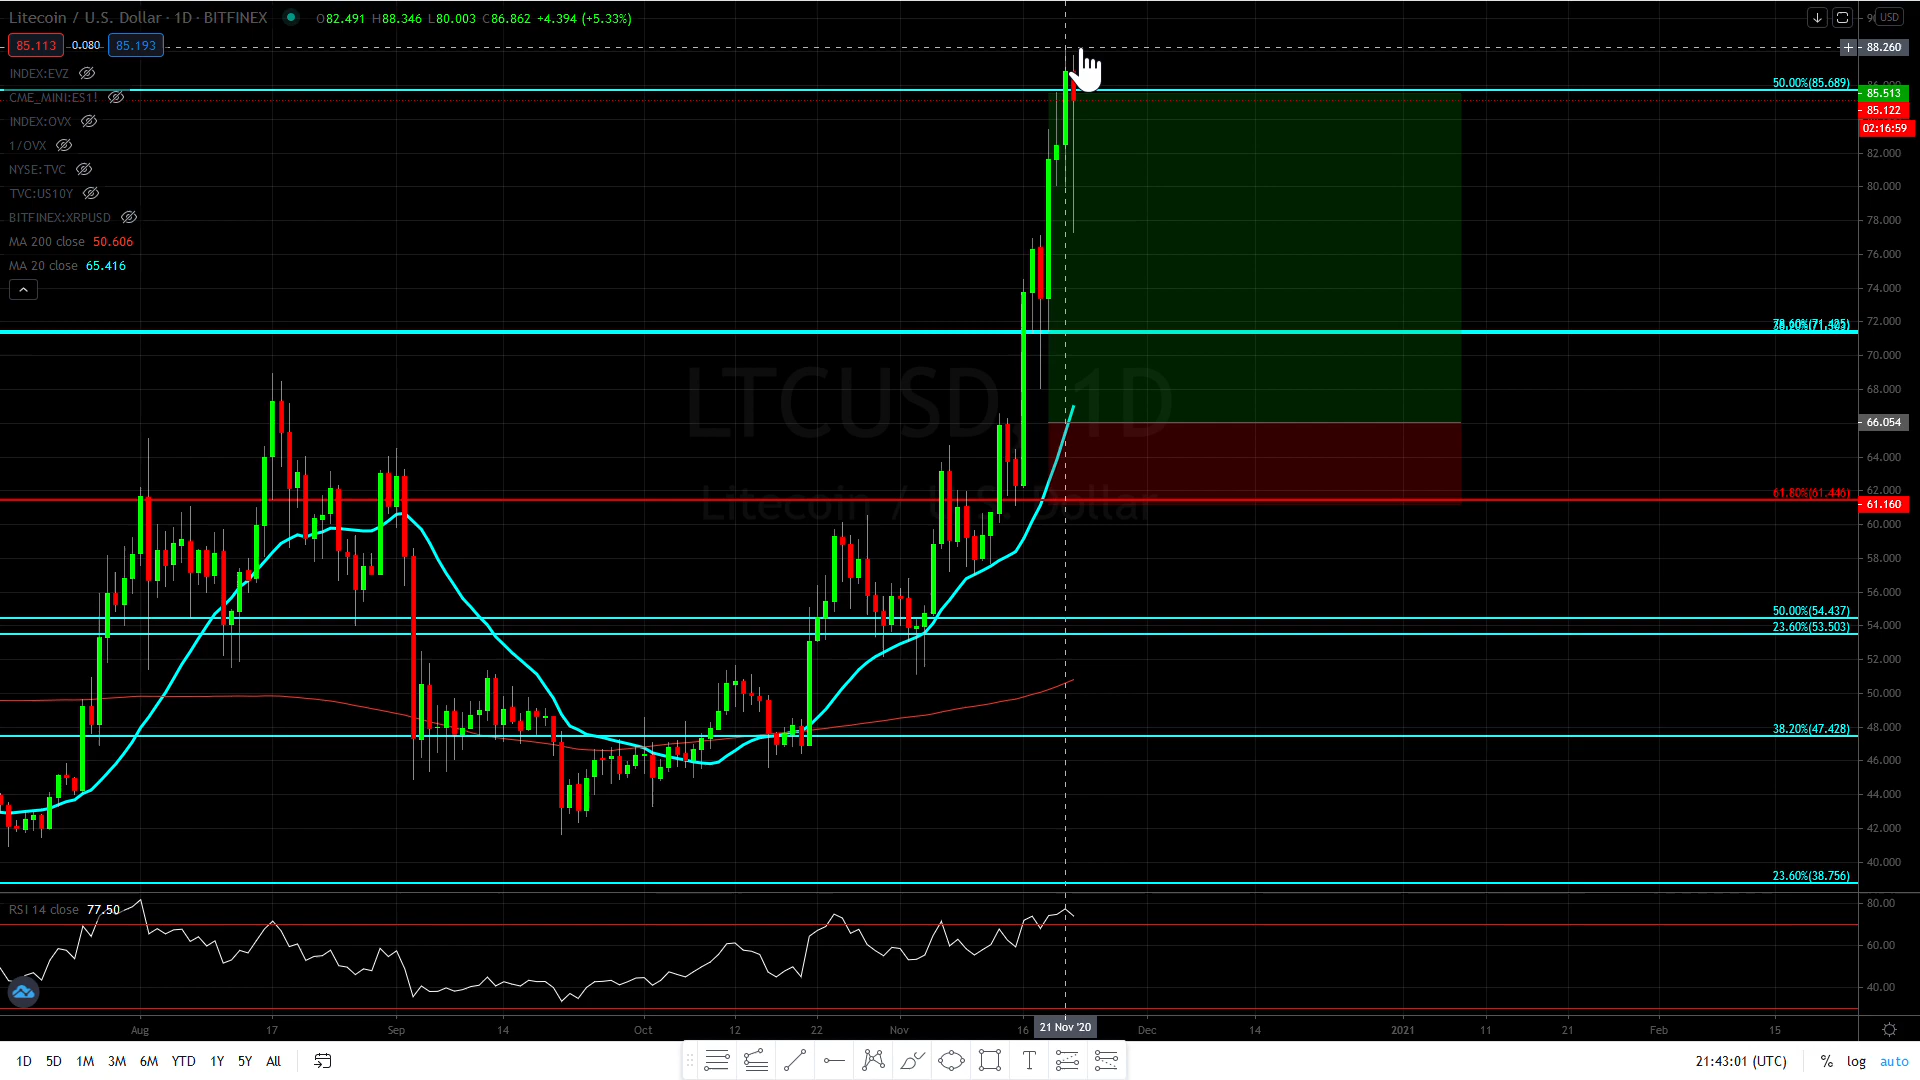 Litecoin / U.S. Dollar · 1D · BITFINEX O82.491 H88.346 L80.003 C86.862 +4.394 (+5.33%)
85.113 0.080 85.193
INDEX:EVZ
CME_MINI:ES1!
INDEX:OVX
1/OVX
NYSE:TVC
TVC:US10Y
BITFINEX:XRPUSD
MA 200 close 50.606
MA 20 close 65.416
LTCUSD, 1D
Litecoin / U.S. Dollar
USD
88.260
50.00%(85.689)
85.513
85.122
02:16:59
82.000
80.000
78.000
76.000
74.000
72.000
70.000
68.000
66.054
64.000
61.80%(61.446)
62.000
61.160
60.000
58.000
56.000
50.00%(54.437)
23.60%(53.503)
54.000
52.000
50.000
48.000
38.20%(47.428)
46.000
44.000
42.000
40.000
23.60%(38.756)
RSI 14 close 77.50
80.00
60.00
40.00
Aug 17 Sep 14 Oct 12 22 Nov 16 21 Nov '20 Dec 14 2021 11 21 Feb 15
1D 5D 1M 3M 6M YTD 1Y 5Y All
T
21:43:01 (UTC) % log auto